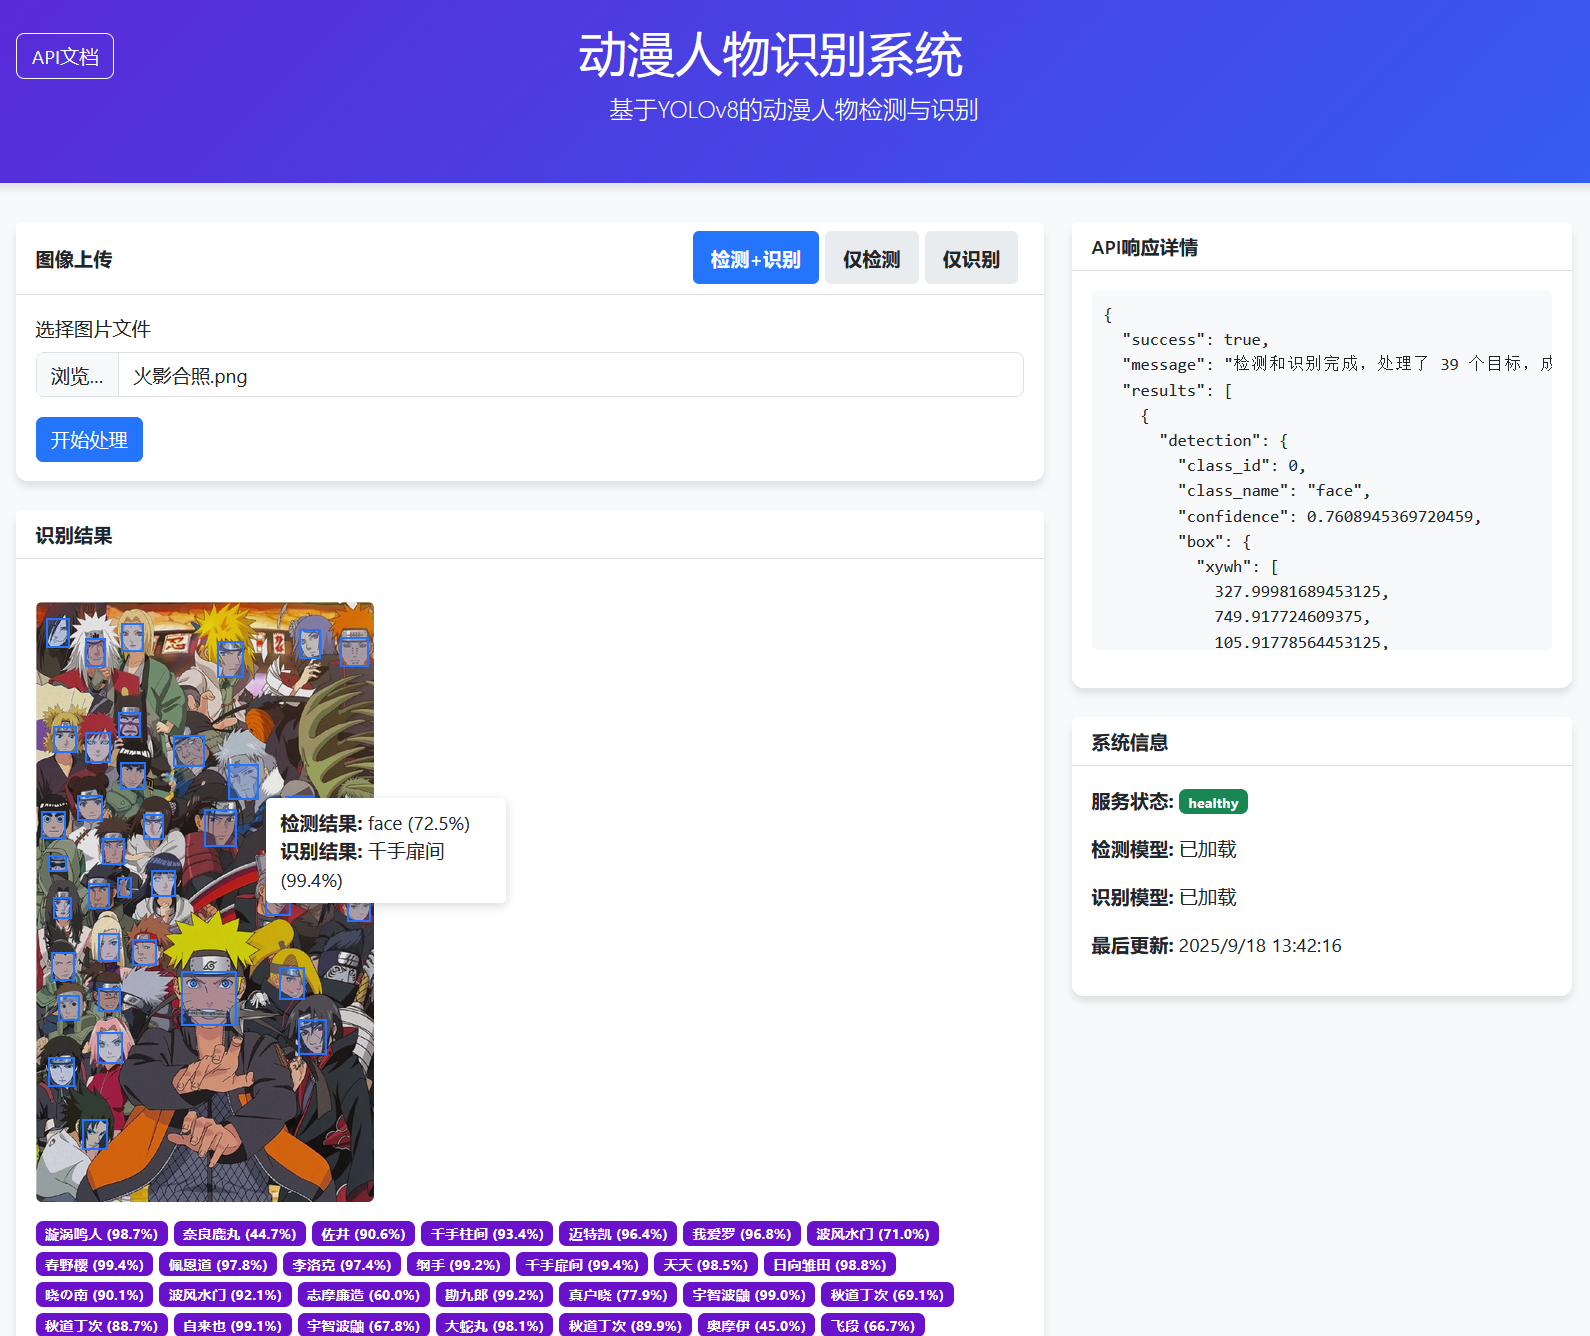 API文档
动漫人物识别系统
基于YOLOv8的动漫人物检测与识别
图像上传
检测+识别
仅检测
仅识别
选择图片文件
浏览...
火影合照.png
开始处理
识别结果
忍
检测结果: face (72.5%)
识别结果: 千手扉间
(99.4%)
漩涡鸣人 (98.7%) 奈良鹿丸 (44.7%) 佐井 (90.6%) 千手柱间 (93.4%) 迈特凯 (96.4%) 我爱罗 (96.8%) 波风水门 (71.0%)
春野樱 (99.4%) 佩恩道 (97.8%) 李洛克 (97.4%) 纲手 (99.2%) 千手扉间 (99.4%) 天天 (98.5%) 日向雏田 (98.8%)
晓の南 (90.1%) 波风水门 (92.1%) 志摩廉造 (60.0%) 勘九郎 (99.2%) 真户晓 (77.9%) 宇智波鼬 (99.0%) 秋道丁次 (69.1%)
秋道丁次 (88.7%) 自来也 (99.1%) 宇智波鼬 (67.8%) 大蛇丸 (98.1%) 秋道丁次 (89.9%) 奥摩伊 (45.0%) 飞段 (66.7%)
API响应详情
{
"success": true,
"message": "检测和识别完成，处理了 39 个目标，成
"results": [
{
"detection": {
"class_id": 0,
"class_name": "face",
"confidence": 0.7608945369720459,
"box": {
"xywh": [
327.99981689453125,
749.917724609375,
105.91778564453125,
系统信息
服务状态: healthy
检测模型: 已加载
识别模型: 已加载
最后更新: 2025/9/18 13:42:16